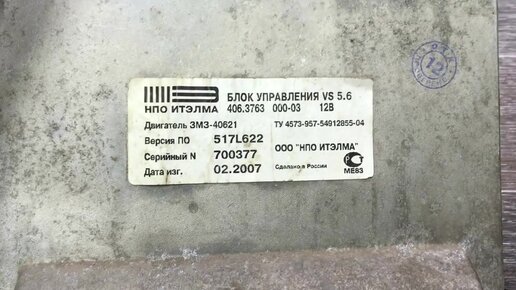 НПО ИТЭЛМА
БЛОК УПРАВЛЕНИЯ VS 5.6
406.3763 000-03 12В
Двигатель ЗМЗ-40621
ТУ 4573-957-54912855-04
Версия ПО 517L622
Серийный N 700377
ООО "НПО ИТЭЛМА"
Дата изг. 02.2007
Сделано в России
МЕ83
12